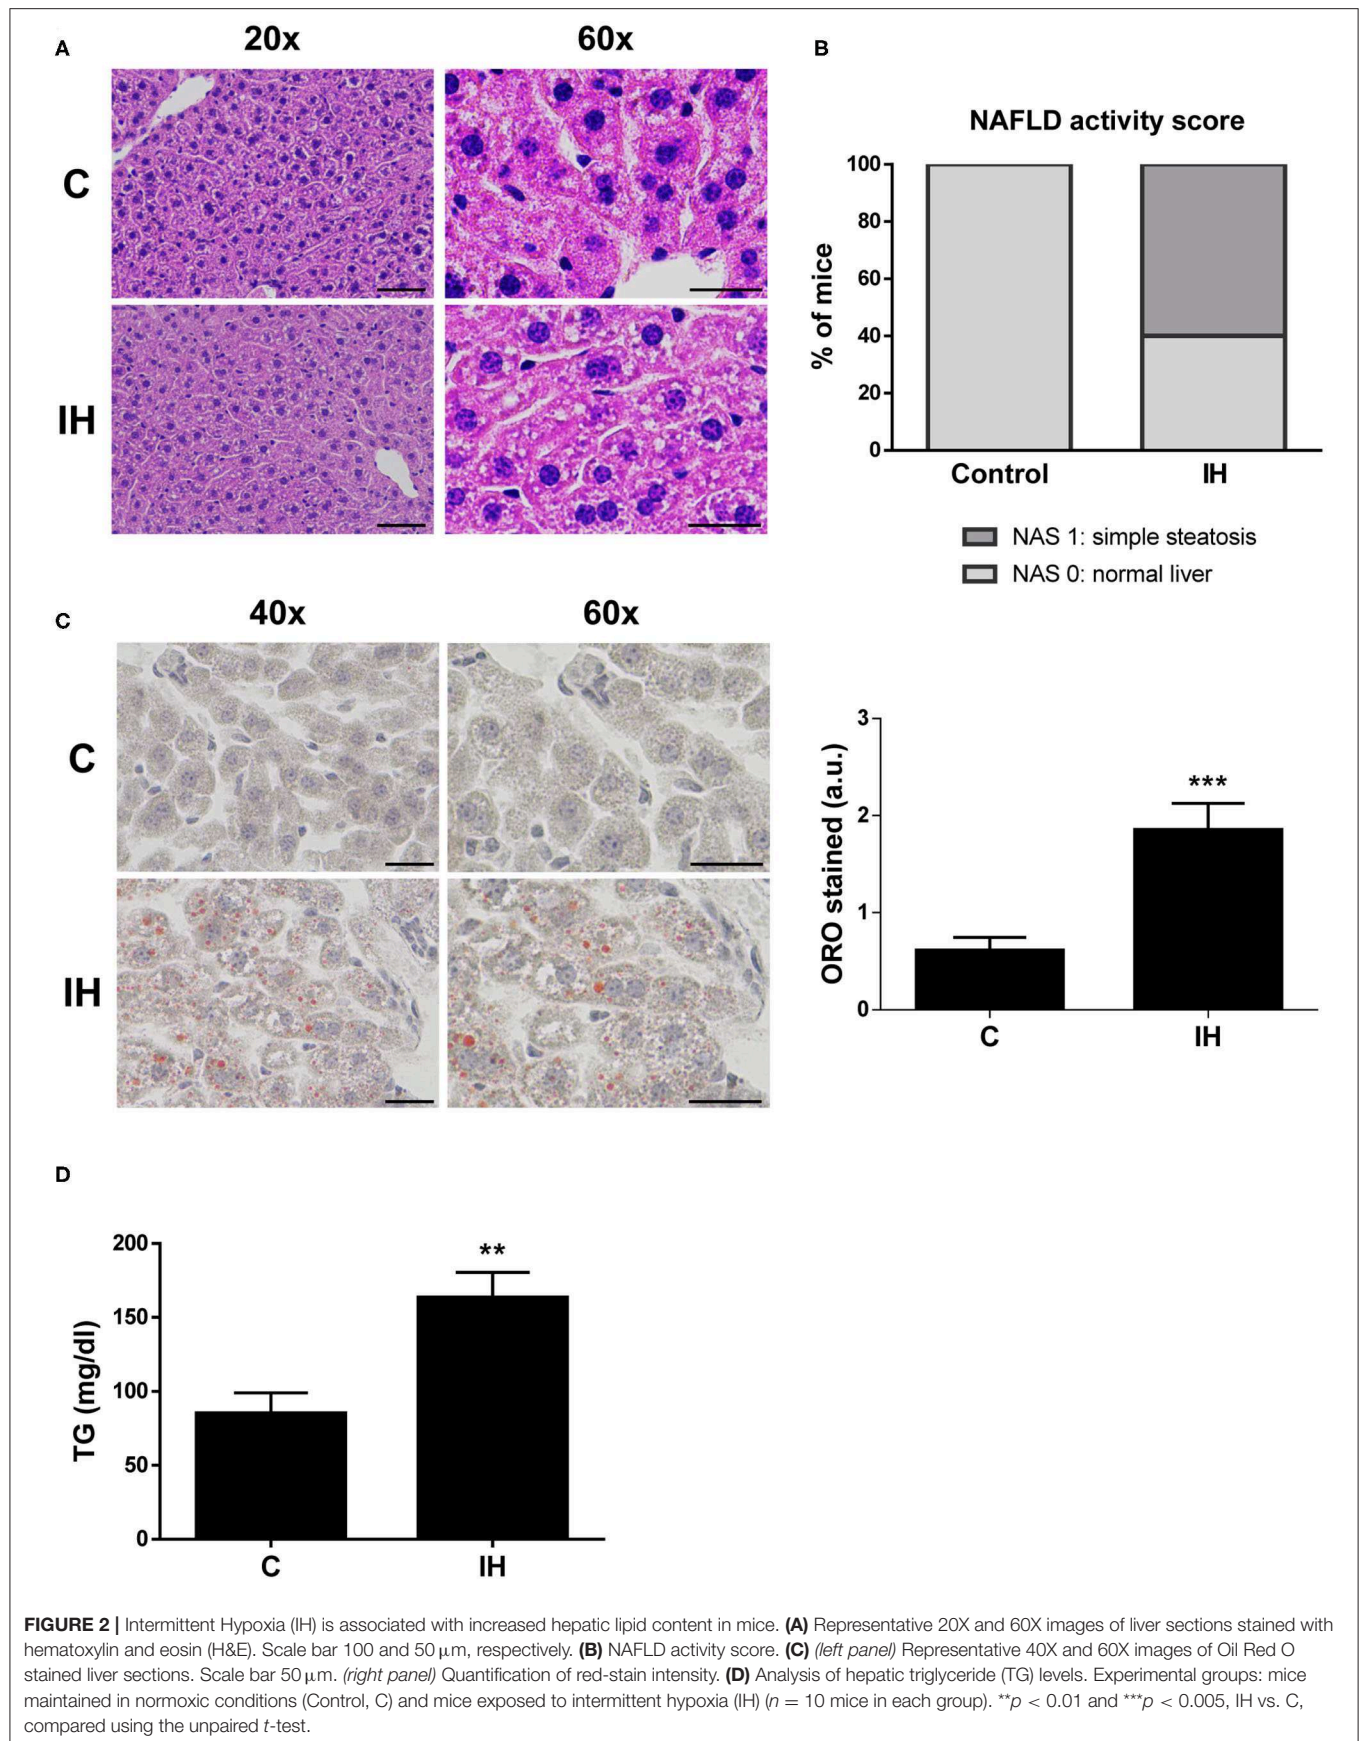 A
20x
60x
C
IH
B
NAFLD activity score
% of mice
100
80
60
40
20
0
Control
IH
NAS 1: simple steatosis
NAS 0: normal liver
C
40x
60x
C
IH
ORO stained (a.u.)
3
2
1
0
***
C
IH
D
TG (mg/dl)
200
150
100
50
0
**
C
IH
FIGURE 2 | Intermittent Hypoxia (IH) is associated with increased hepatic lipid content in mice. (A) Representative 20X and 60X images of liver sections stained with
hematoxylin and eosin (H&E). Scale bar 100 and 50 µm, respectively. (B) NAFLD activity score. (C) (left panel) Representative 40X and 60X images of Oil Red O
stained liver sections. Scale bar 50 µm. (right panel) Quantification of red-stain intensity. (D) Analysis of hepatic triglyceride (TG) levels. Experimental groups: mice
maintained in normoxic conditions (Control, C) and mice exposed to intermittent hypoxia (IH) (n = 10 mice in each group). **p < 0.01 and ***p < 0.005, IH vs. C,
compared using the unpaired t-test.